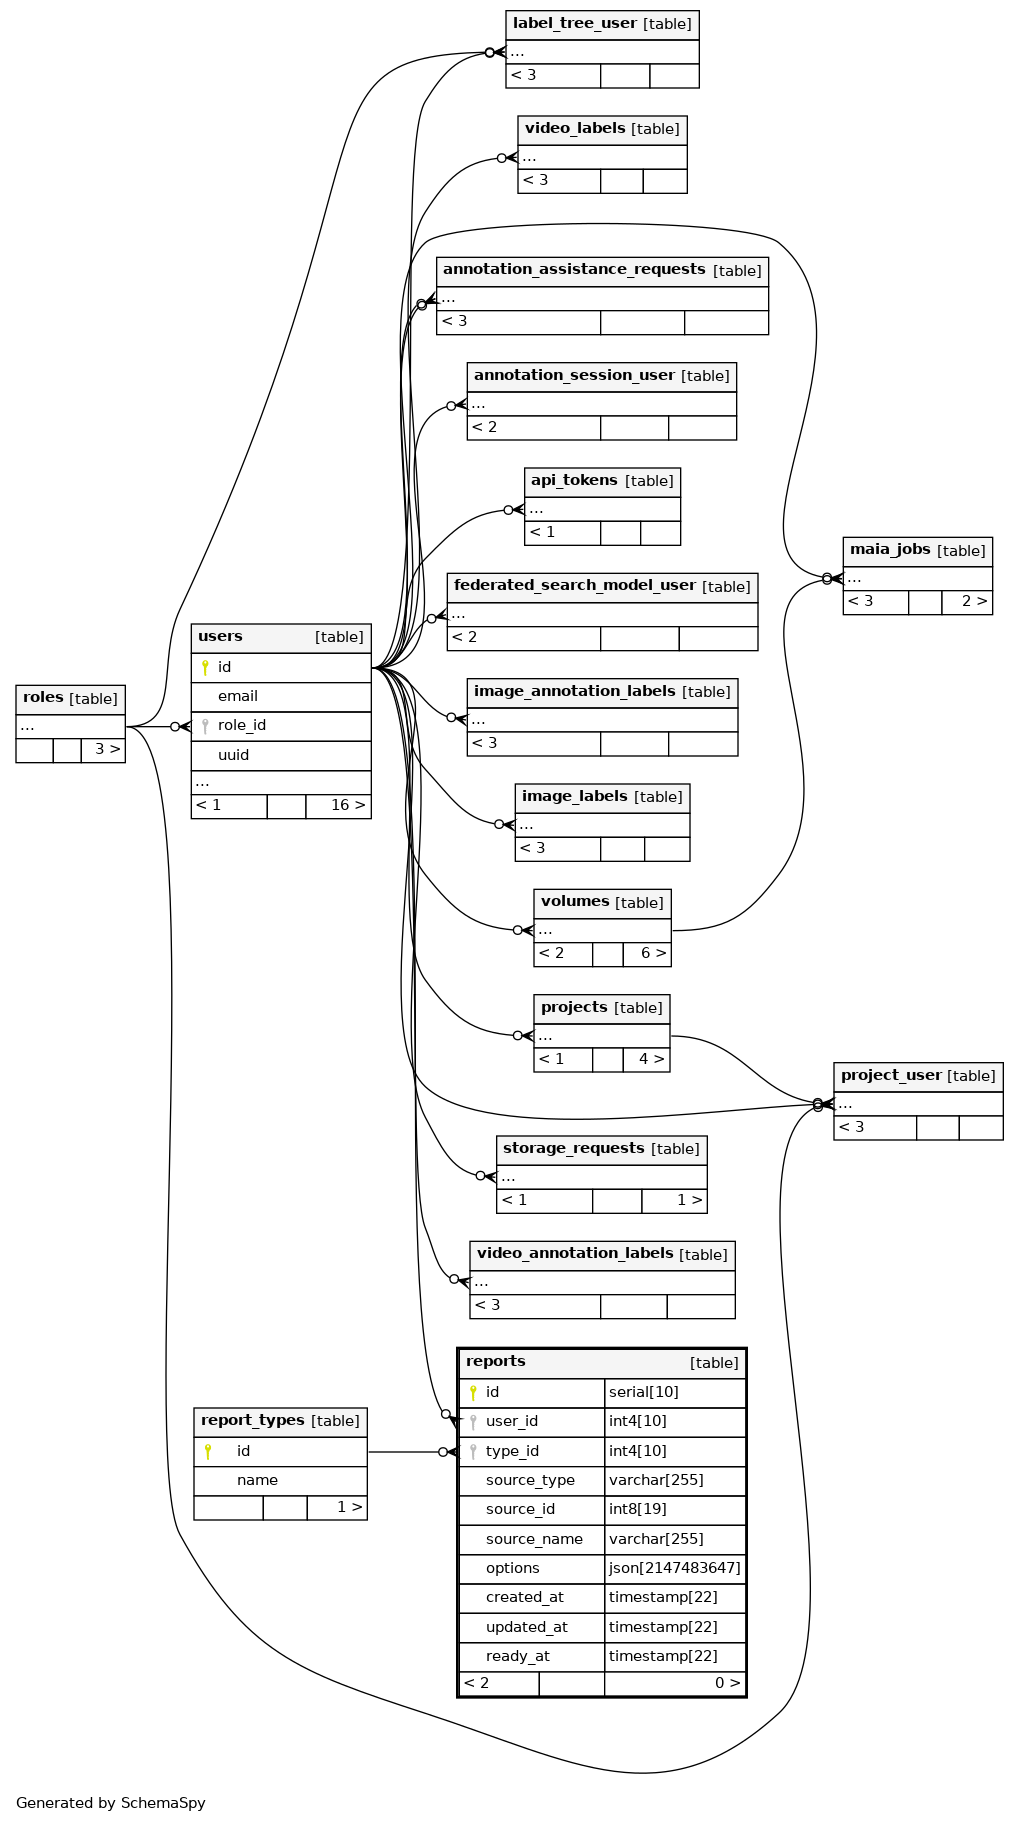 label_tree_user [table]
...
< 3
video_labels [table]
...
< 3
annotation_assistance_requests [table]
...
< 3
annotation_session_user [table]
...
< 2
api_tokens [table]
...
< 1
maia_jobs [table]
...
< 3 2 >
federated_search_model_user [table]
...
< 2
users [table]
id
email
role_id
uuid
...
< 1 16 >
roles [table]
...
3 >
image_annotation_labels [table]
...
< 3
image_labels [table]
...
< 3
volumes [table]
...
< 2 6 >
projects [table]
...
< 1 4 >
project_user [table]
...
< 3
storage_requests [table]
...
< 1 1 >
video_annotation_labels [table]
...
< 3
reports [table]
id serial[10]
user_id int4[10]
type_id int4[10]
source_type varchar[255]
source_id int8[19]
source_name varchar[255]
options json[2147483647]
created_at timestamp[22]
updated_at timestamp[22]
ready_at timestamp[22]
< 2 0 >
report_types [table]
id
name
1 >
Generated by SchemaSpy